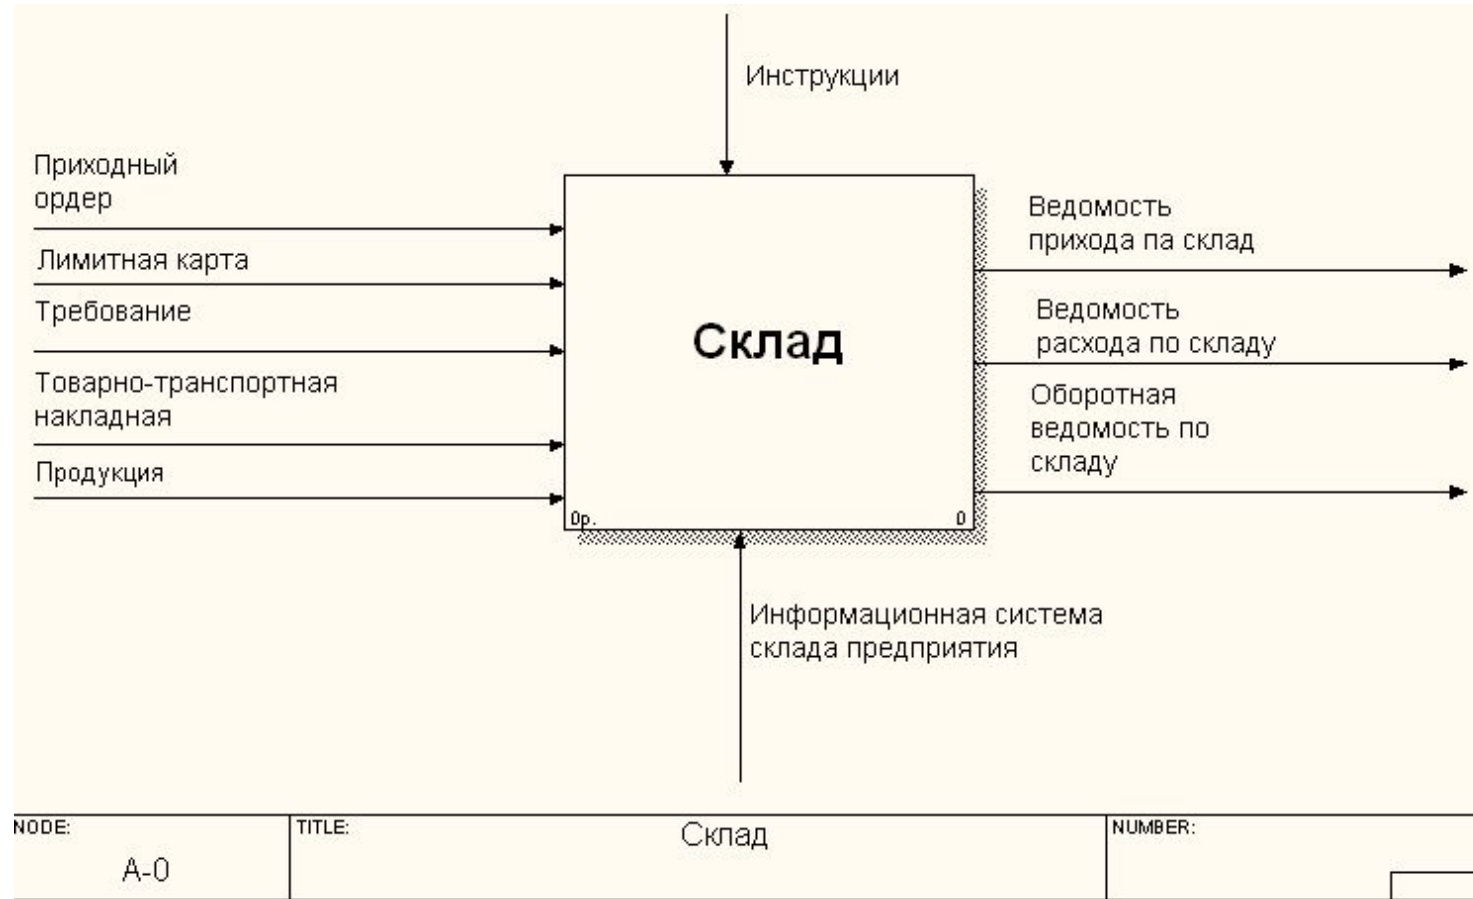 Инструкции
Приходный
ордер
Лимитная карта
Требование
Товарно-транспортная
накладная
Продукция
Склад
0р.
0
Ведомость
прихода па склад
Ведомость
расхода по складу
Оборотная
ведомость по
складу
Информационная система
склада предприятия
NODE:
A-0
TITLE:
Склад
NUMBER: